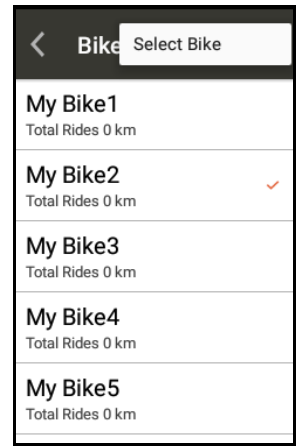 Bike
Select Bike
My Bike1
Total Rides 0 km
My Bike2
Total Rides 0 km
My Bike3
Total Rides 0 km
My Bike4
Total Rides 0 km
My Bike5
Total Rides 0 km